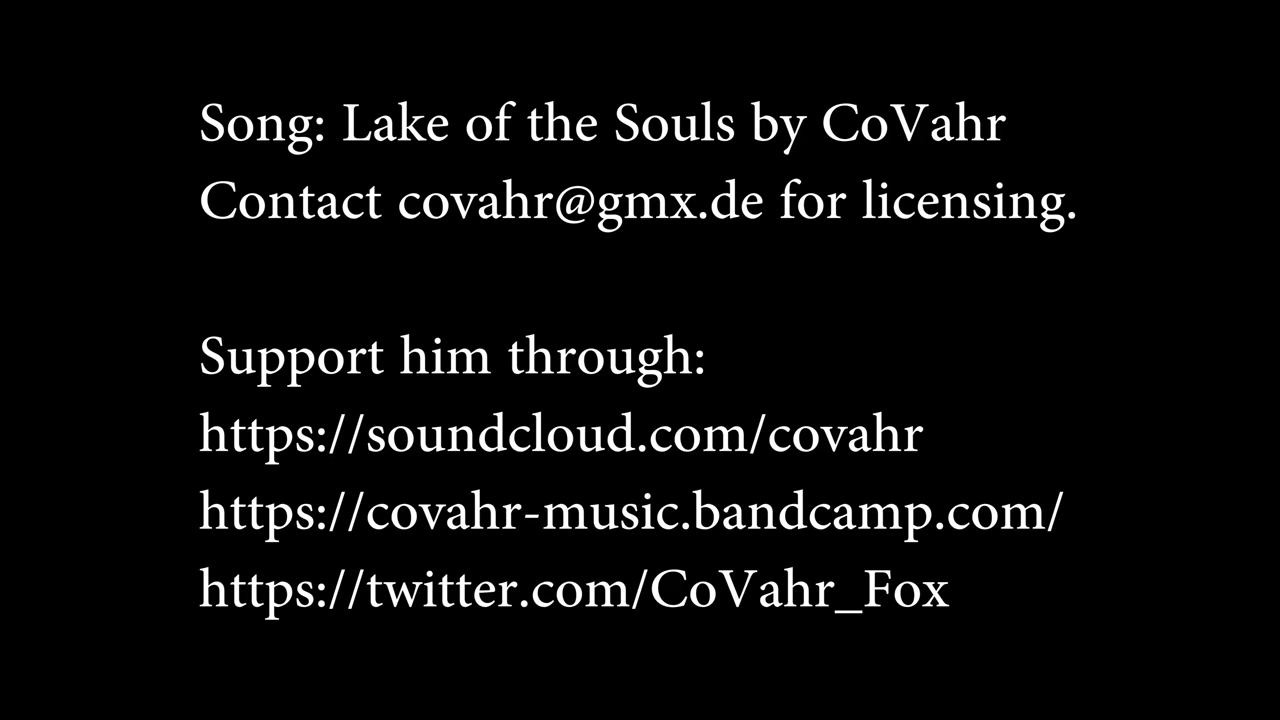 Song: Lake of the Souls by CoVahr
Contact covahr@gmx.de for licensing.
Support him through:
https://soundcloud.com/covahr
https://covahr-music.bandcamp.com/
https://twitter.com/CoVahr_Fox